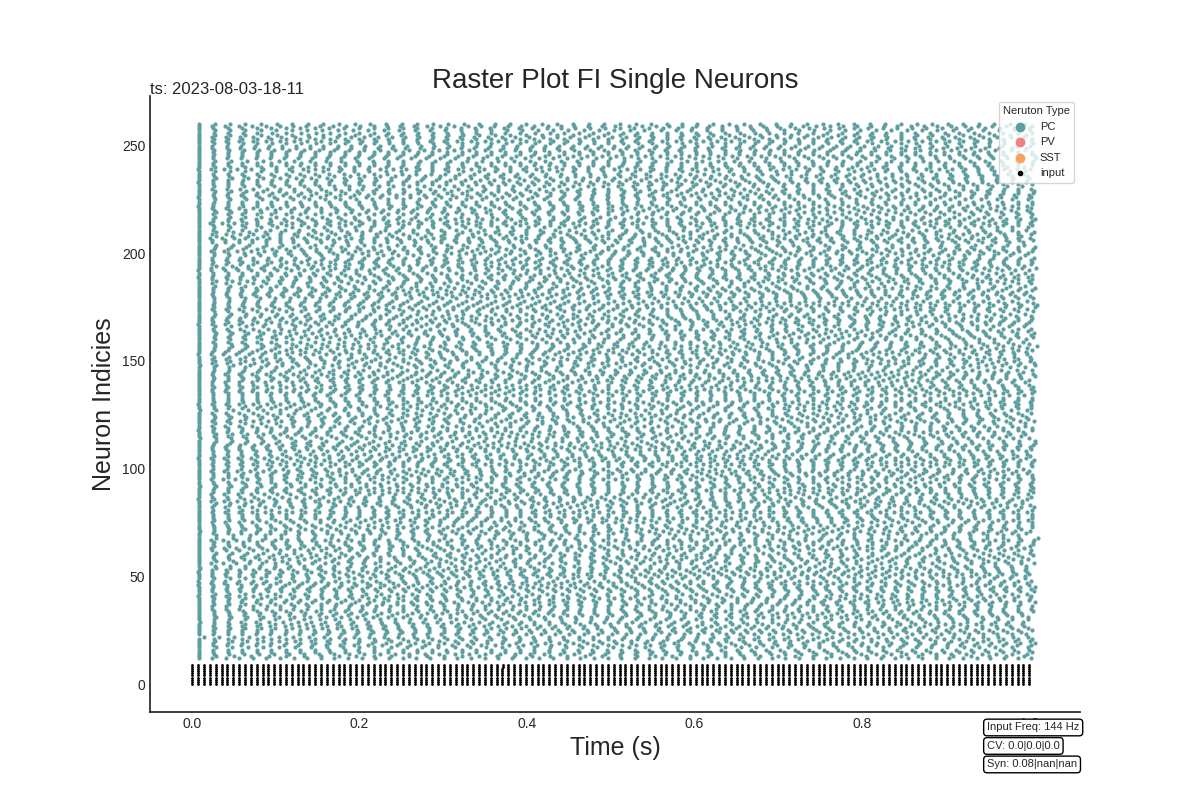 Raster Plot FI Single Neurons
ts: 2023-08-03-18-11
Neruton Type
PC
PV
SST
input
250
200
150
100
50
0
Neuron Indicies
0.0 0.2 0.4 0.6 0.8
Time (s)
Input Freq: 144 Hz
CV: 0.0|0.0|0.0
Syn: 0.08|nan|nan